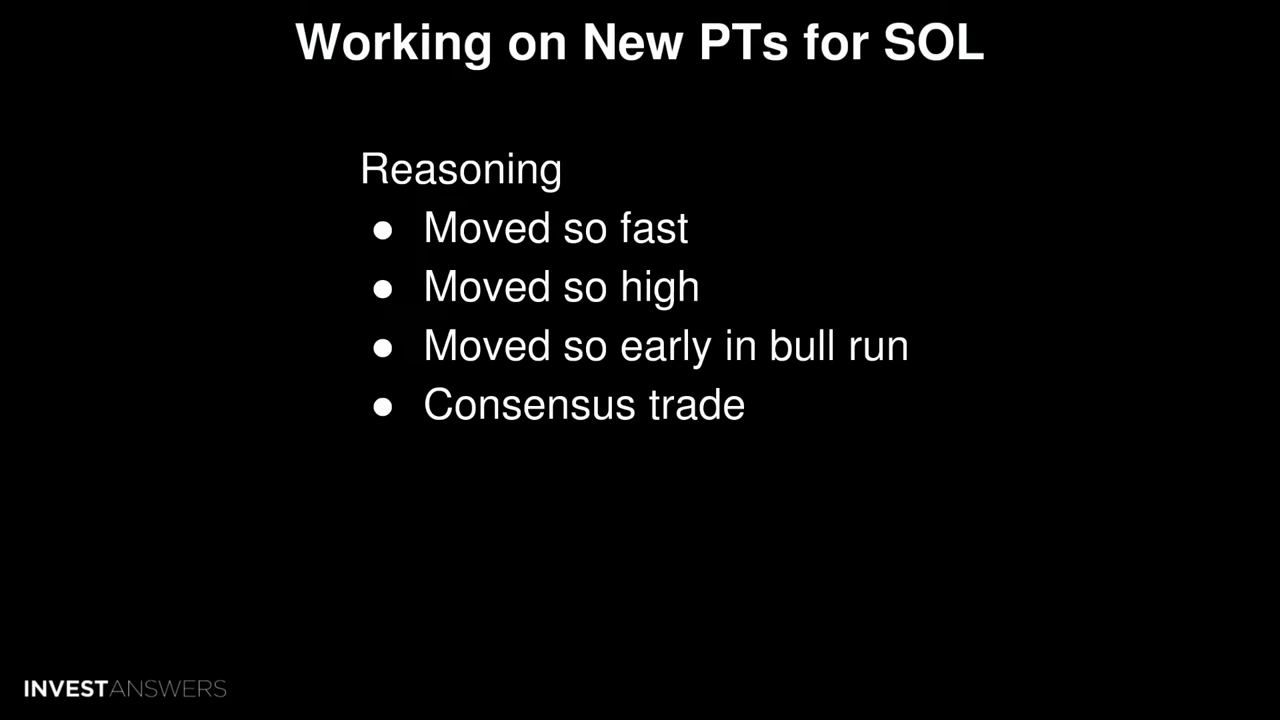 Working on New PTs for SOL
Reasoning
● Moved so fast
● Moved so high
● Moved so early in bull run
● Consensus trade
INVESTANSWERS